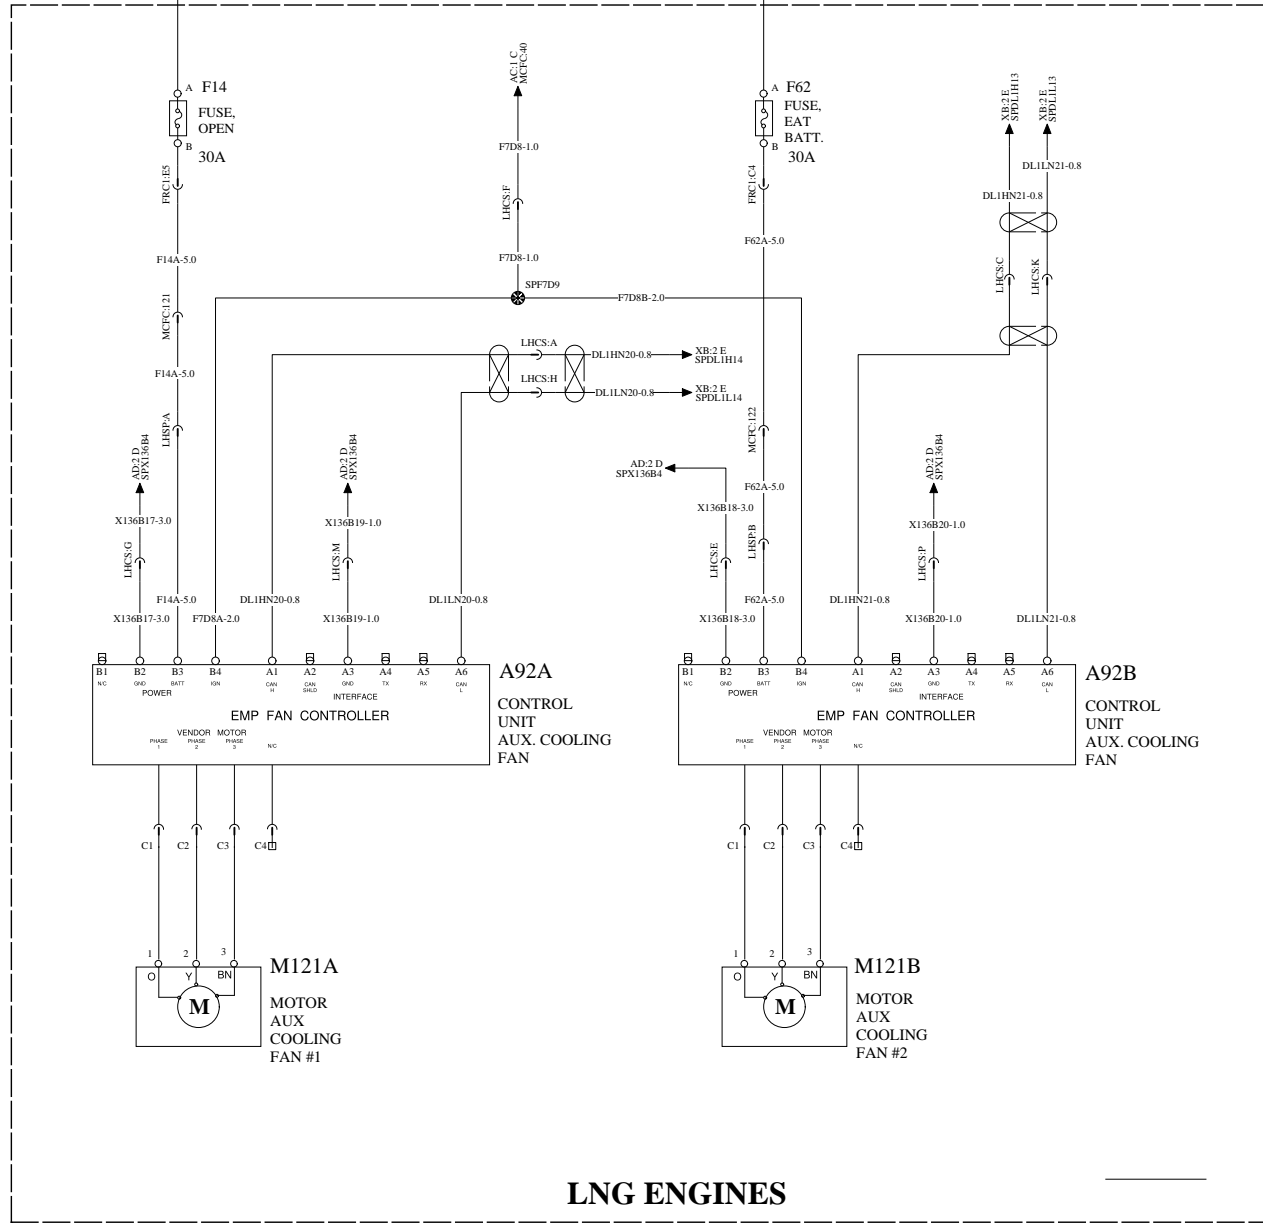 AC:1 C
MCFC:40
A F14
FUSE,
OPEN
B
30A
FRC1:E5
F14A-5.0
MCFC:121
F14A-5.0
LHSP:A
F7D8-1.0
LHCS:F
F7D8-1.0
SPF7D9
F7D8B-2.0
A F62
FUSE,
EAT
BATT.
B
30A
FRC1:C4
F62A-5.0
XB:2 E
SPDL1H13
XB:2 E
SPDL1L13
DL1LN21-0.8
DL1HN21-0.8
LHCS:C
LHCS:K
LHCS:A
DL1HN20-0.8
XB:2 E
SPDL1H14
LHCS:H
DL1LN20-0.8
XB:2 E
SPDL1L14
MCFC:122
AD:2 D
SPX136B4
AD:2 D
SPX136B4
AD:2 D
SPX136B4
AD:2 D
SPX136B4
X136B17-3.0
X136B19-1.0
F62A-5.0
X136B18-3.0
X136B20-1.0
LHCS:G
LHCS:M
LHCS:E
LHSP:B
LHCS:P
F14A-5.0
DL1HN20-0.8
DL1LN20-0.8
F62A-5.0
DL1HN21-0.8
X136B17-3.0
F7D8A-2.0
X136B19-1.0
X136B18-3.0
X136B20-1.0
DL1LN21-0.8
B1 B2 B3 B4 A1 A2 A3 A4 A5 A6
N/C GND BATT IGN CAN H CAN SHLD GND TX RX CAN L
POWER
INTERFACE
EMP FAN CONTROLLER
VENDOR MOTOR
PHASE 1 PHASE 2 PHASE 3 N/C
A92A
CONTROL
UNIT
AUX. COOLING
FAN
B1 B2 B3 B4 A1 A2 A3 A4 A5 A6
N/C GND BATT IGN CAN H CAN SHLD GND TX RX CAN L
POWER
INTERFACE
EMP FAN CONTROLLER
VENDOR MOTOR
PHASE 1 PHASE 2 PHASE 3 N/C
A92B
CONTROL
UNIT
AUX. COOLING
FAN
C1 C2 C3 C4
C1 C2 C3 C4
1 2 3
O Y BN
M
M121A
MOTOR
AUX
COOLING
FAN #1
1 2 3
O Y BN
M
M121B
MOTOR
AUX
COOLING
FAN #2
LNG ENGINES